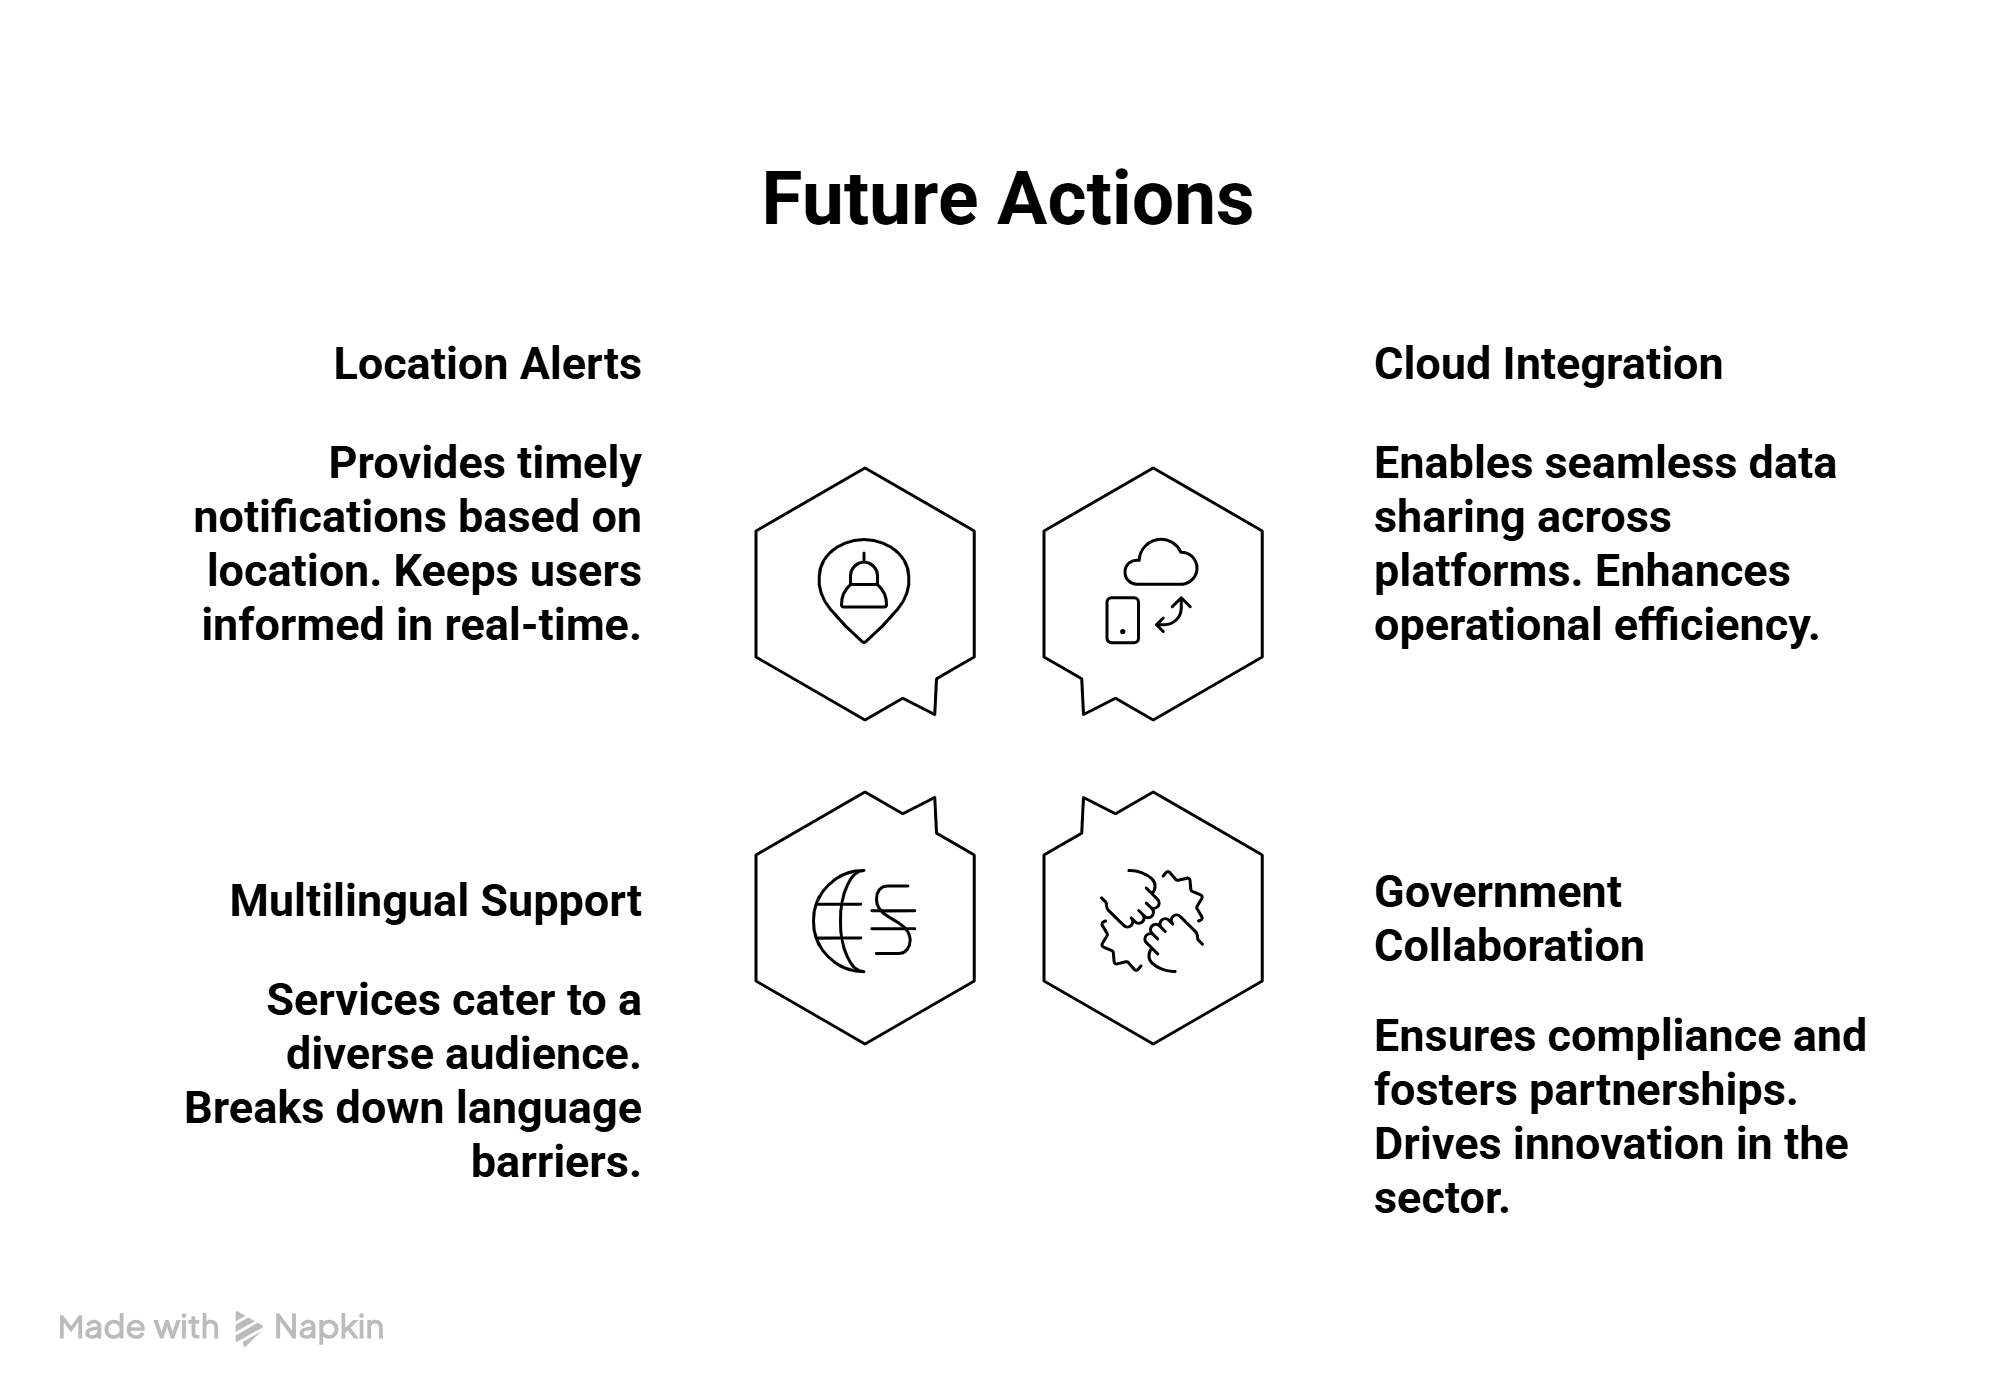 Future Actions
Location Alerts
Provides timely
notifications based on
location. Keeps users
informed in real-time.
Cloud Integration
Enables seamless data
sharing across
platforms. Enhances
operational efficiency.
Multilingual Support
Services cater to a
diverse audience.
Breaks down language
barriers.
Government
Collaboration
Ensures compliance and
fosters partnerships.
Drives innovation in the
sector.
Made with Napkin